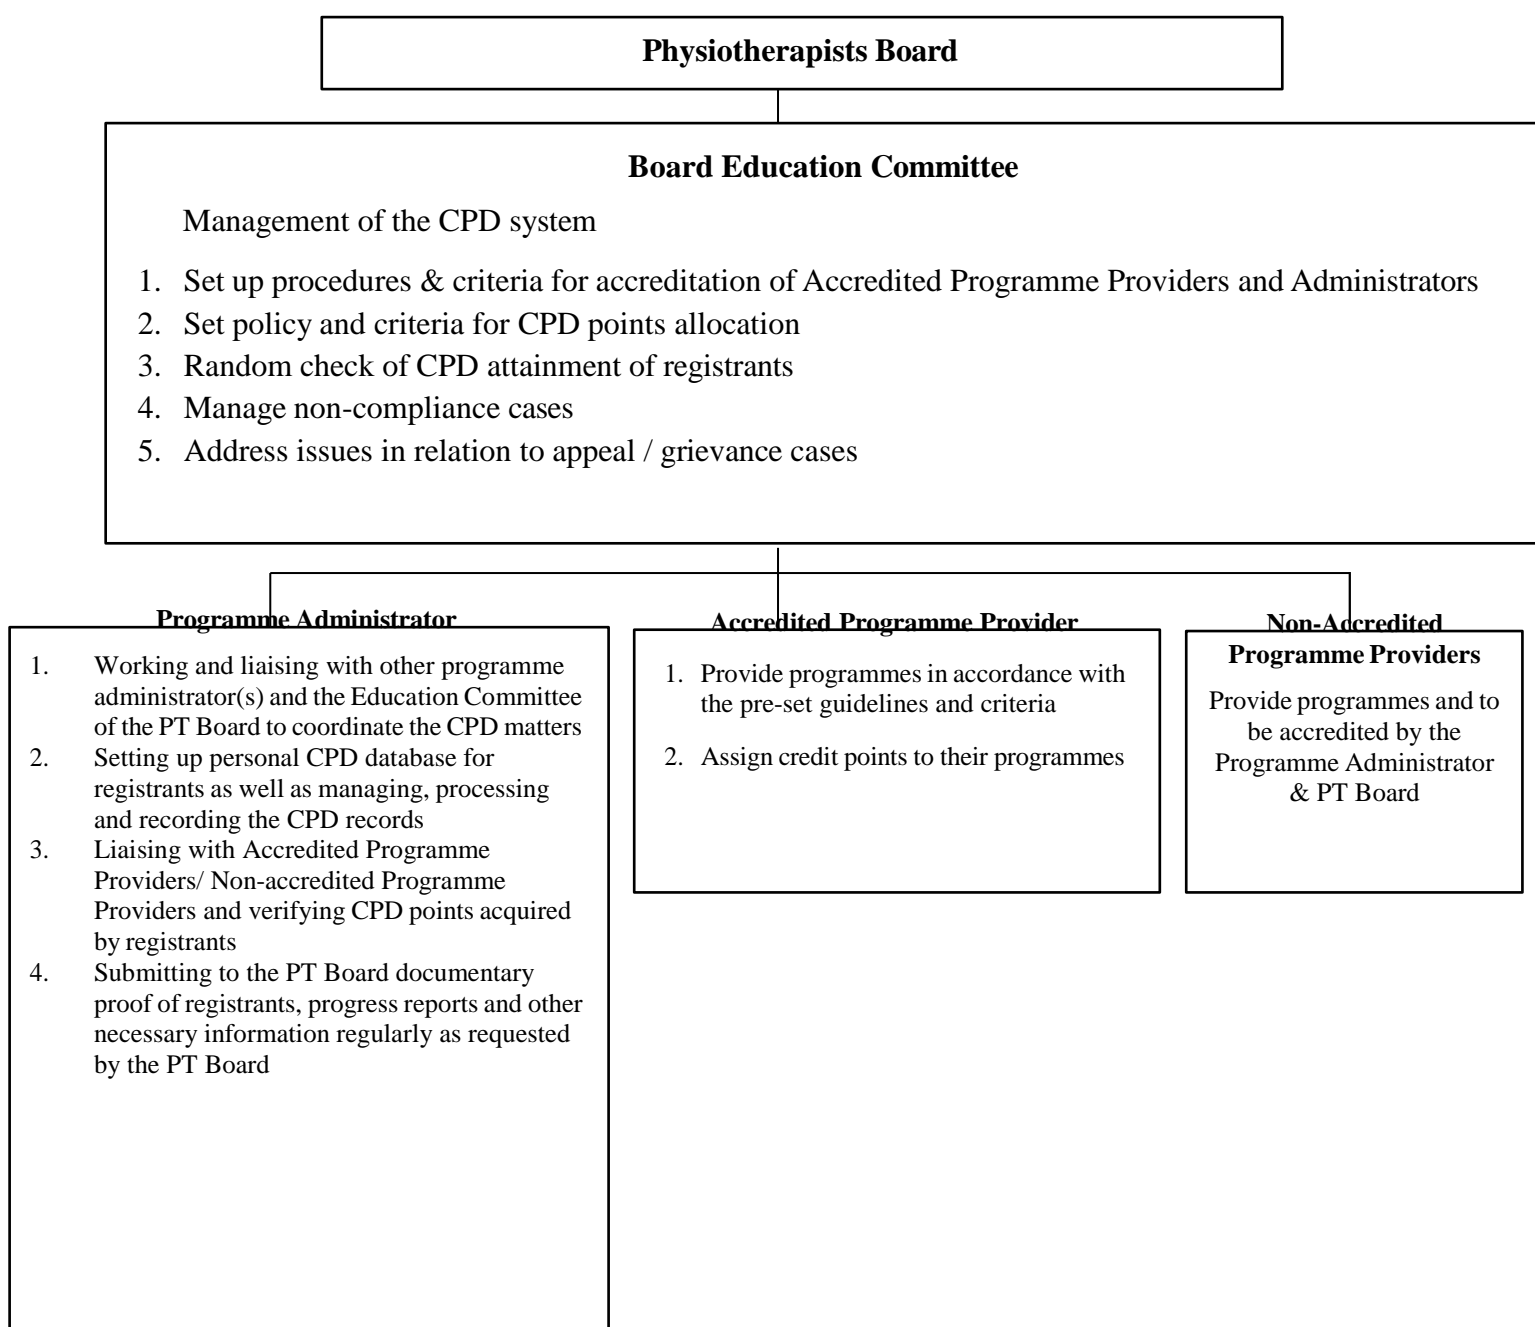 Physiotherapists Board
Board Education Committee
Management of the CPD system
1. Set up procedures & criteria for accreditation of Accredited Programme Providers and Administrators
2. Set policy and criteria for CPD points allocation
3. Random check of CPD attainment of registrants
4. Manage non-compliance cases
5. Address issues in relation to appeal / grievance cases
Programme Administrator
1. Working and liaising with other programme
administrator(s) and the Education Committee
of the PT Board to coordinate the CPD matters
2. Setting up personal CPD database for
registrants as well as managing, processing
and recording the CPD records
3. Liaising with Accredited Programme
Providers/ Non-accredited Programme
Providers and verifying CPD points acquired
by registrants
4. Submitting to the PT Board documentary
proof of registrants, progress reports and other
necessary information regularly as requested
by the PT Board
Accredited Programme Provider
1. Provide programmes in accordance with
the pre-set guidelines and criteria
2. Assign credit points to their programmes
Non-Accredited
Programme Providers
Provide programmes and to
be accredited by the
Programme Administrator
& PT Board